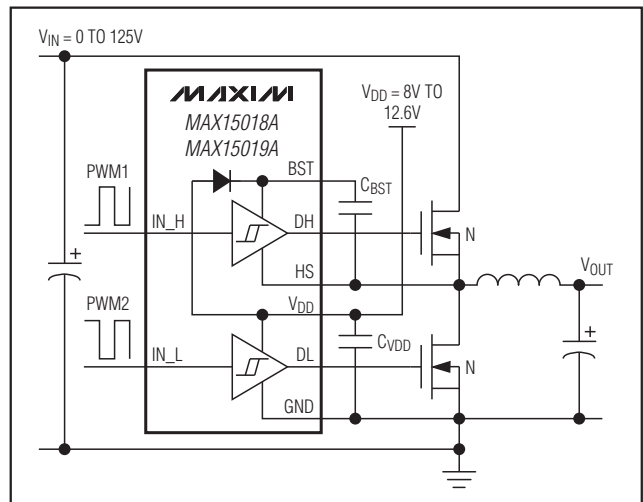 V_IN = 0 TO 125V
MAXIM
MAX15018A
MAX15019A
V_DD = 8V TO
12.6V
BST
C_BST
PWM1
IN_H
DH
N
HS
V_OUT
V_DD
PWM2
C_VDD
IN_L
DL
N
GND
+
+